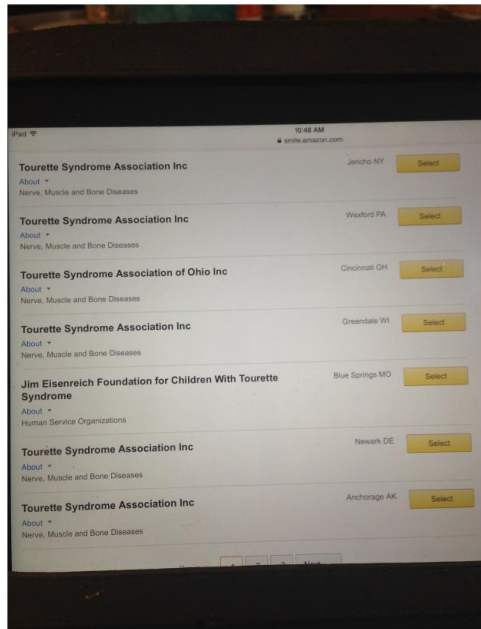 iPad 10:48 AM
smile.amazon.com
Tourette Syndrome Association Inc Jericho NY Select
About
Nerve, Muscle and Bone Diseases
Tourette Syndrome Association Inc Wexford PA Select
About
Nerve, Muscle and Bone Diseases
Tourette Syndrome Association of Ohio Inc Cincinnati OH Select
About
Nerve, Muscle and Bone Diseases
Tourette Syndrome Association Inc Greendale WI Select
About
Nerve, Muscle and Bone Diseases
Jim Eisenreich Foundation for Children With Tourette Blue Springs MO Select
Syndrome
About
Human Service Organizations
Tourette Syndrome Association Inc Newark DE Select
About
Nerve, Muscle and Bone Diseases
Tourette Syndrome Association Inc Anchorage AK Select
About
Nerve, Muscle and Bone Diseases